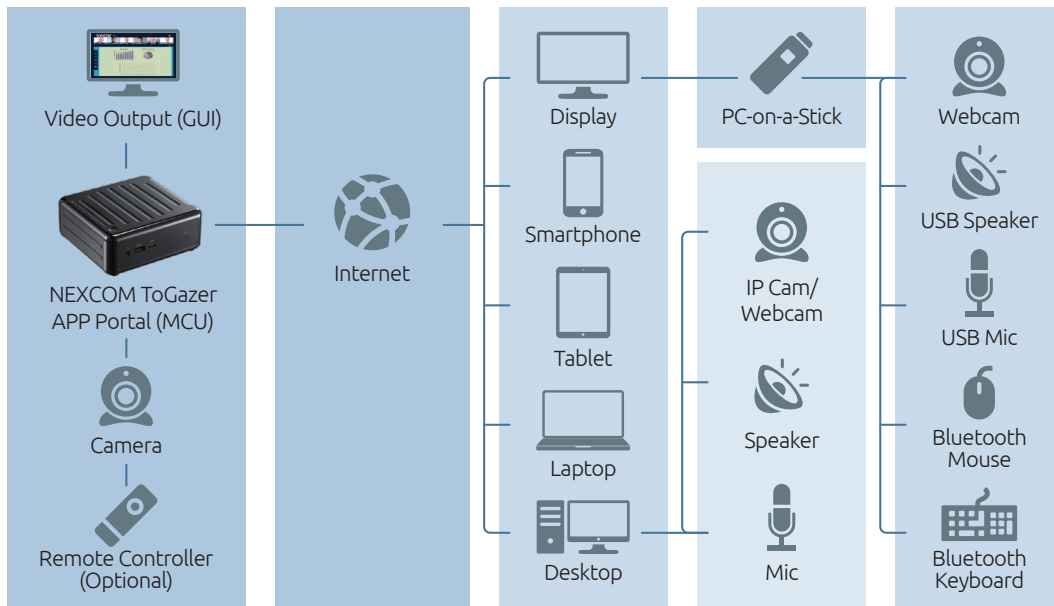 Video Output (GUI)
NEXCOM ToGazer
APP Portal (MCU)
Camera
Remote Controller
(Optional)
Internet
Display
Smartphone
Tablet
Laptop
Desktop
PC-on-a-Stick
IP Cam/
Webcam
Speaker
Mic
Webcam
USB Speaker
USB Mic
Bluetooth
Mouse
Bluetooth
Keyboard